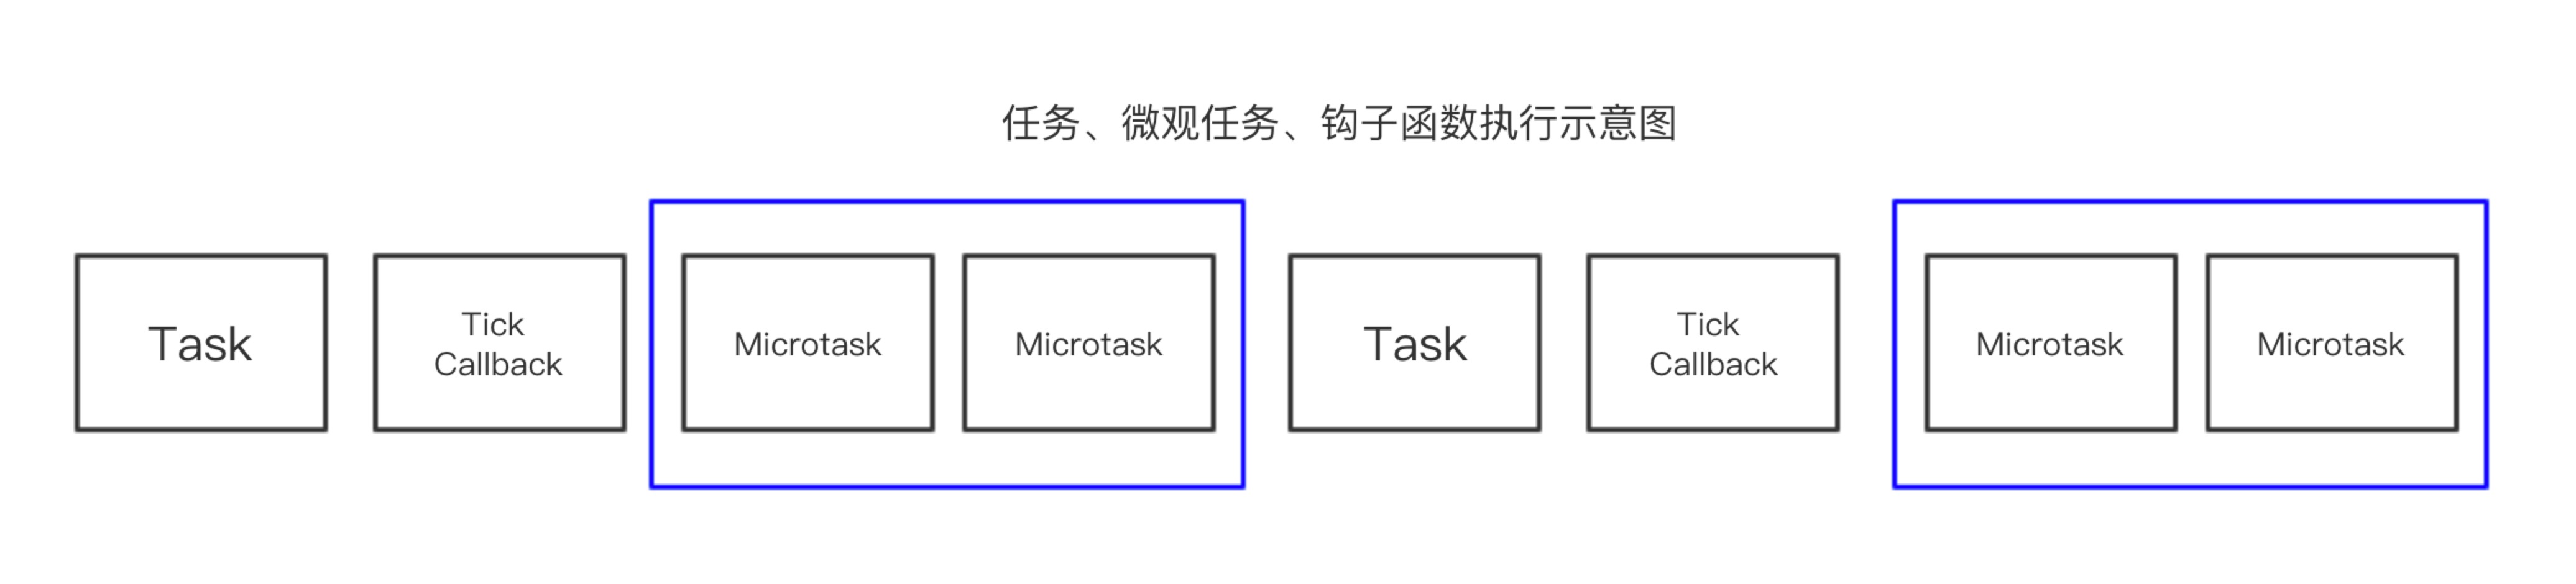 任务、微观任务、钩子函数执行示意图
Task
Tick
Callback
Microtask
Microtask
Task
Tick
Callback
Microtask
Microtask